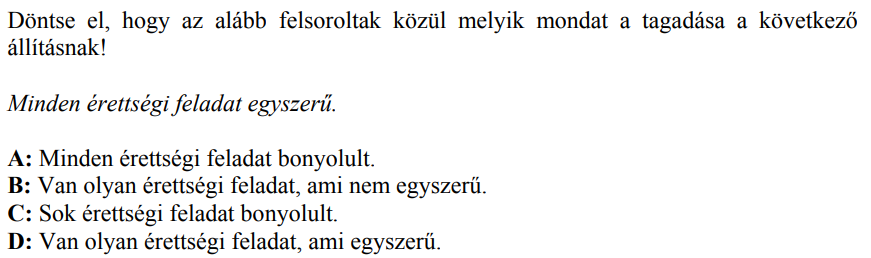 Döntse el, hogy az alább felsoroltak közül melyik mondat a tagadása a következő
állításnak!
Minden érettségi feladat egyszerű.
A: Minden érettségi feladat bonyolult.
B: Van olyan érettségi feladat, ami nem egyszerű.
C: Sok érettségi feladat bonyolult.
D: Van olyan érettségi feladat, ami egyszerű.